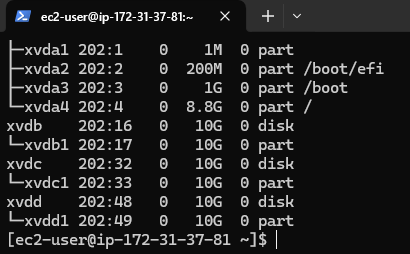 ec2-user@ip-172-31-37-81:~
├─xvda1 202:1    0    1M  0 part
├─xvda2 202:2    0  200M  0 part /boot/efi
├─xvda3 202:3    0    1G  0 part /boot
└─xvda4 202:4    0  8.8G  0 part /
xvdb    202:16   0   10G  0 disk
└─xvdb1 202:17   0   10G  0 part
xvdc    202:32   0   10G  0 disk
└─xvdc1 202:33   0   10G  0 part
xvdd    202:48   0   10G  0 disk
└─xvdd1 202:49   0   10G  0 part
[ec2-user@ip-172-31-37-81 ~]$